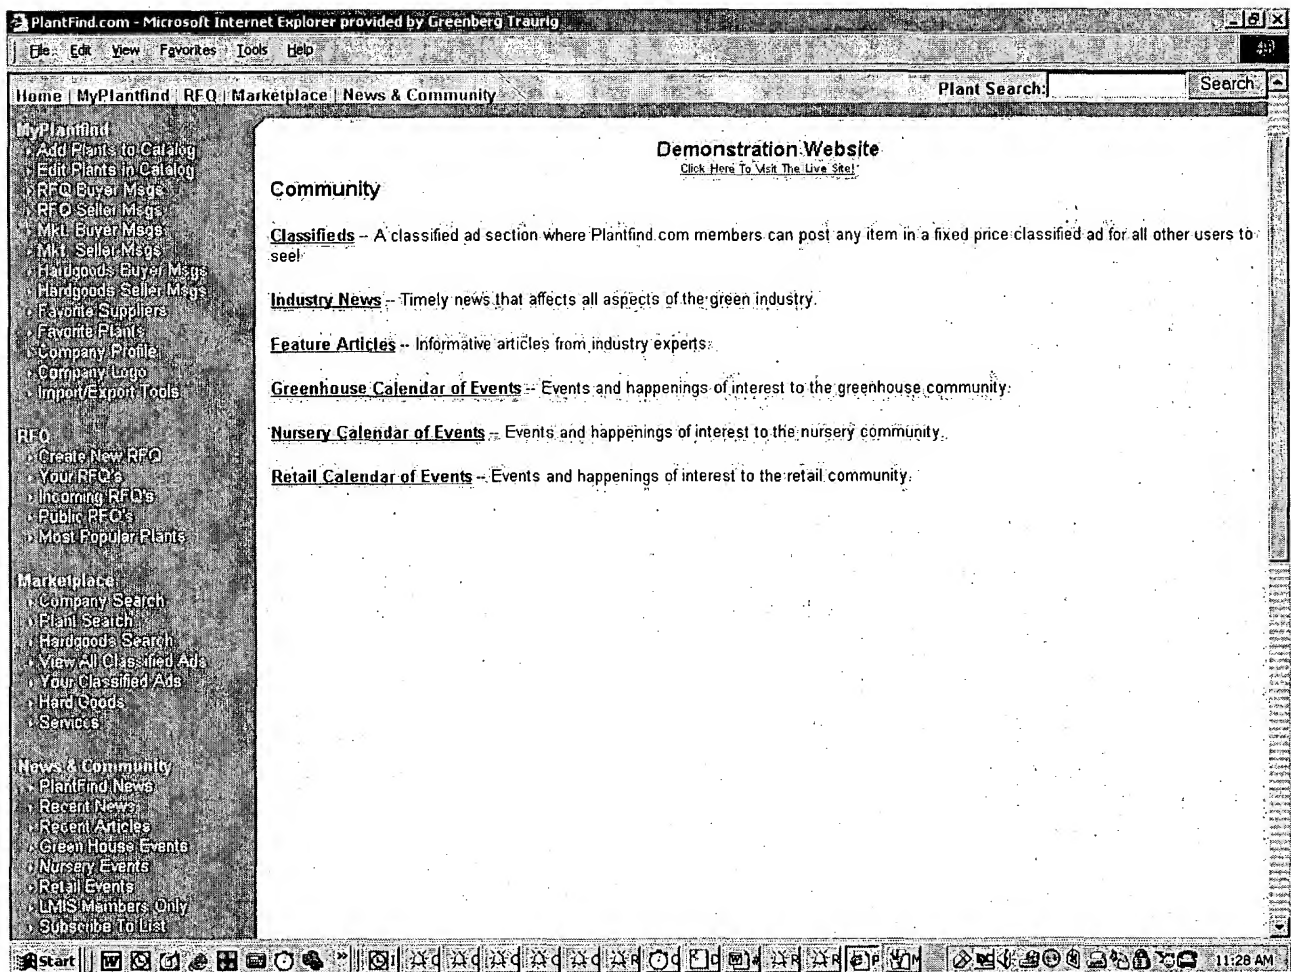 PlantFind.com - Microsoft Internet Explorer provided by Greenberg Traurig
File Edit View Favorites Tools Help
Home | MyPlantfind | RFQ | Marketplace | News & Community
Plant Search: Search
MyPlantfind
Add Plants to Catalog
Edit Plants in Catalog
RFQ Buyer Msgs
RFQ Seller Msgs
Mkt. Buyer Msgs
Mkt. Seller Msgs
Hardgoods Buyer Msgs
Hardgoods Seller Msgs
Favorite Suppliers
Favorite Plants
Company Profile
Company Logo
Import/Export Tools
RFQ
Create New RFQ
Your RFQ's
Incoming RFQ's
Public RFQ's
Most Popular Plants
Marketplace
Company Search
Plant Search
Hardgoods Search
View All Classified Ads
Your Classified Ads
Hard Goods
Services
News & Community
PlantFind News
Recent News
Recent Articles
Green House Events
Nursery Events
Retail Events
LMIS Members Only
Subscribe To List
Demonstration Website
Click Here To Visit The Live Site!
Community
Classifieds -- A classified ad section where Plantfind.com members can post any item in a fixed price classified ad for all other users to
see!
Industry News -- Timely news that affects all aspects of the green industry.
Feature Articles -- Informative articles from industry experts.
Greenhouse Calendar of Events -- Events and happenings of interest to the greenhouse community.
Nursery Calendar of Events -- Events and happenings of interest to the nursery community.
Retail Calendar of Events -- Events and happenings of interest to the retail community.
Start
11:28 AM